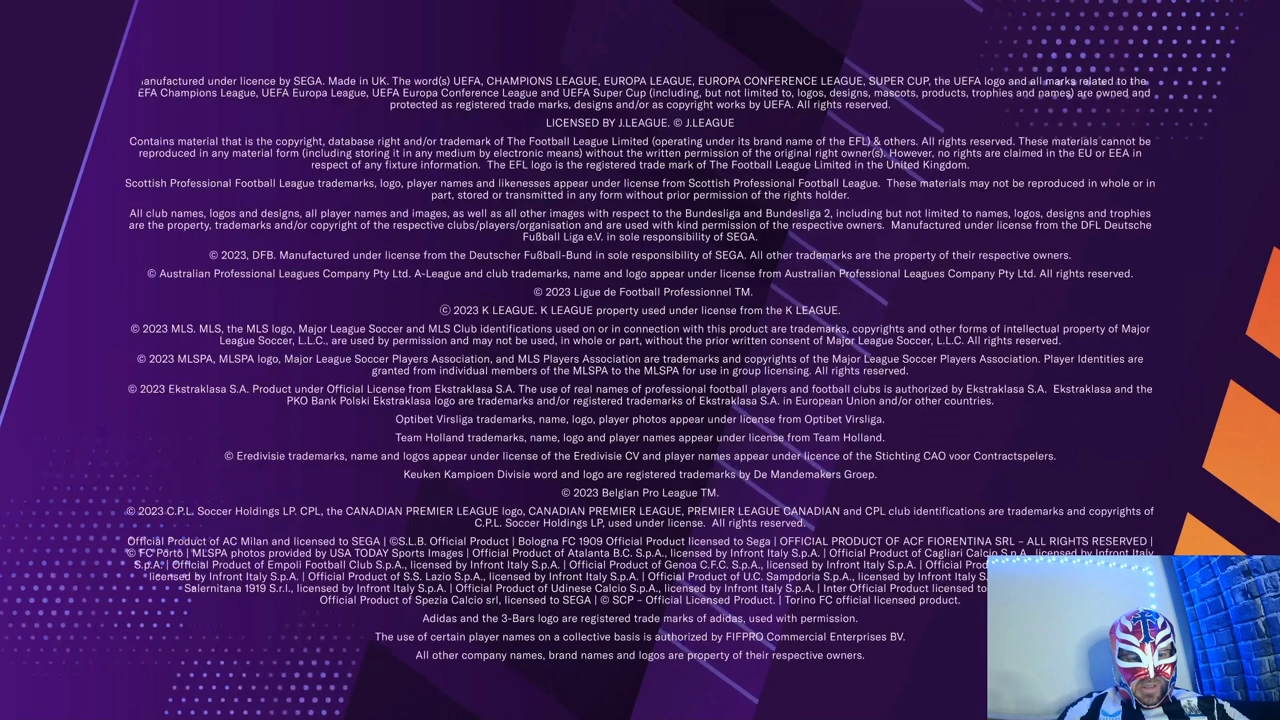 anufactured under licence by SEGA. Made in UK. The word(s) UEFA, CHAMPIONS LEAGUE, EUROPA LEAGUE, EUROPA CONFERENCE LEAGUE, SUPER CUP, the UEFA logo and all marks related to the
EFA Champions League, UEFA Europa League, UEFA Europa Conference League and UEFA Super Cup (including, but not limited to, logos, designs, mascots, products, trophies and names) are owned and
protected as registered trade marks, designs and/or as copyright works by UEFA. All rights reserved.
LICENSED BY J.LEAGUE. © J.LEAGUE
Contains material that is the copyright, database right and/or trademark of The Football League Limited (operating under its brand name of the EFL) & others. All rights reserved. These materials cannot be
reproduced in any material form (including storing it in any medium by electronic means) without the written permission of the original right owner(s). However, no rights are claimed in the EU or EEA in
respect of any fixture information. The EFL logo is the registered trade mark of The Football League Limited in the United Kingdom.
Scottish Professional Football League trademarks, logo, player names and likenesses appear under license from Scottish Professional Football League. These materials may not be reproduced in whole or in
part, stored or transmitted in any form without prior permission of the rights holder.
All club names, logos and designs, all player names and images, as well as all other images with respect to the Bundesliga and Bundesliga 2, including but not limited to names, logos, designs and trophies
are the property, trademarks and/or copyright of the respective clubs/players/organisation and are used with kind permission of the respective owners. Manufactured under license from the DFL Deutsche
Fußball Liga e.V. in sole responsibility of SEGA.
© 2023, DFB. Manufactured under license from the Deutscher Fußball-Bund in sole responsibility of SEGA. All other trademarks are the property of their respective owners.
© Australian Professional Leagues Company Pty Ltd. A-League and club trademarks, name and logo appear under license from Australian Professional Leagues Company Pty Ltd. All rights reserved.
© 2023 Ligue de Football Professionnel TM.
ⓒ 2023 K LEAGUE. K LEAGUE property used under license from the K LEAGUE.
© 2023 MLS. MLS, the MLS logo, Major League Soccer and MLS Club identifications used on or in connection with this product are trademarks, copyrights and other forms of intellectual property of Major
League Soccer, L.L.C., are used by permission and may not be used, in whole or part, without the prior written consent of Major League Soccer, L.L.C. All rights reserved.
© 2023 MLSPA, MLSPA logo, Major League Soccer Players Association, and MLS Players Association are trademarks and copyrights of the Major League Soccer Players Association. Player Identities are
granted from individual members of the MLSPA to the MLSPA for use in group licensing. All rights reserved.
© 2023 Ekstraklasa S.A. Product under Official License from Ekstraklasa S.A. The use of real names of professional football players and football clubs is authorized by Ekstraklasa S.A. Ekstraklasa and the
PKO Bank Polski Ekstraklasa logo are trademarks and/or registered trademarks of Ekstraklasa S.A. in European Union and/or other countries.
Optibet Virsliga trademarks, name, logo, player photos appear under license from Optibet Virsliga.
Team Holland trademarks, name, logo and player names appear under license from Team Holland.
© Eredivisie trademarks, name and logos appear under license of the Eredivisie CV and player names appear under licence of the Stichting CAO voor Contractspelers.
Keuken Kampioen Divisie word and logo are registered trademarks by De Mandemakers Groep.
© 2023 Belgian Pro League TM.
© 2023 C.P.L. Soccer Holdings LP. CPL, the CANADIAN PREMIER LEAGUE logo, CANADIAN PREMIER LEAGUE, PREMIER LEAGUE CANADIAN and CPL club identifications are trademarks and copyrights of
C.P.L. Soccer Holdings LP, used under license. All rights reserved.
Official Product of AC Milan and licensed to SEGA | ©S.L.B. Official Product | Bologna FC 1909 Official Product licensed to Sega | OFFICIAL PRODUCT OF ACF FIORENTINA SRL – ALL RIGHTS RESERVED |
© FC Porto | MLSPA photos provided by USA TODAY Sports Images | Official Product of Atalanta B.C. S.p.A., licensed by Infront Italy S.p.A. | Official Product of Cagliari Calcio S.p.A., licensed by Infront Italy
S.p.A. | Official Product of Empoli Football Club S.p.A., licensed by Infront Italy S.p.A. | Official Product of Genoa C.F.C. S.p.A., licensed by Infront Italy S.p.A. | Official
licensed by Infront Italy S.p.A. | Official Product of S.S. Lazio S.p.A., licensed by Infront Italy S.p.A. | Official Product of U.C. Sampdoria S.p.A., licensed by Infront Italy S.p.A.
Salernitana 1919 S.r.l., licensed by Infront Italy S.p.A. | Official Product of Udinese Calcio S.p.A., licensed by Infront Italy S.p.A. | Inter Official Product licensed to
Official Product of Spezia Calcio srl, licensed to SEGA | © SCP – Official Licensed Product. | Torino FC official licensed product.
Adidas and the 3-Bars logo are registered trade marks of adidas, used with permission.
The use of certain player names on a collective basis is authorized by FIFPRO Commercial Enterprises BV.
All other company names, brand names and logos are property of their respective owners.